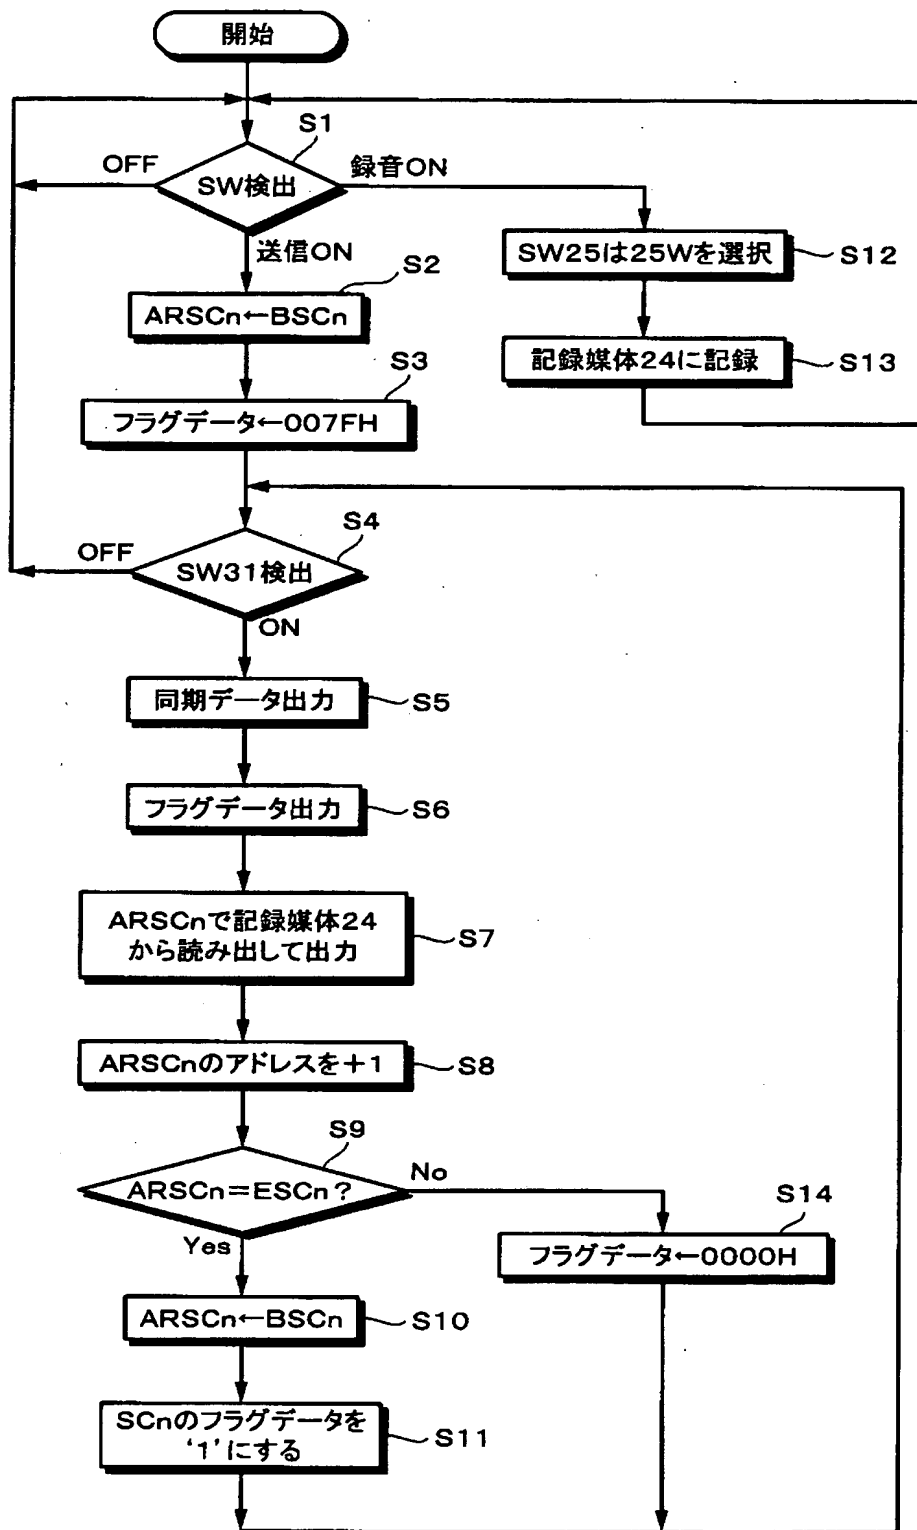 開始
S1
OFF
SW検出
録音ON
送信ON
SW25は25Wを選択
S12
S2
ARSCn←BSCn
記録媒体24に記録
S13
S3
フラグデータ←007FH
S4
OFF
SW31検出
ON
同期データ出力
S5
フラグデータ出力
S6
ARSCnで記録媒体24
から読み出して出力
S7
ARSCnのアドレスを+1
S8
S9
ARSCn=ESCn?
No
Yes
S14
フラグデータ←0000H
ARSCn←BSCn
S10
SCnのフラグデータを
‘1’にする
S11